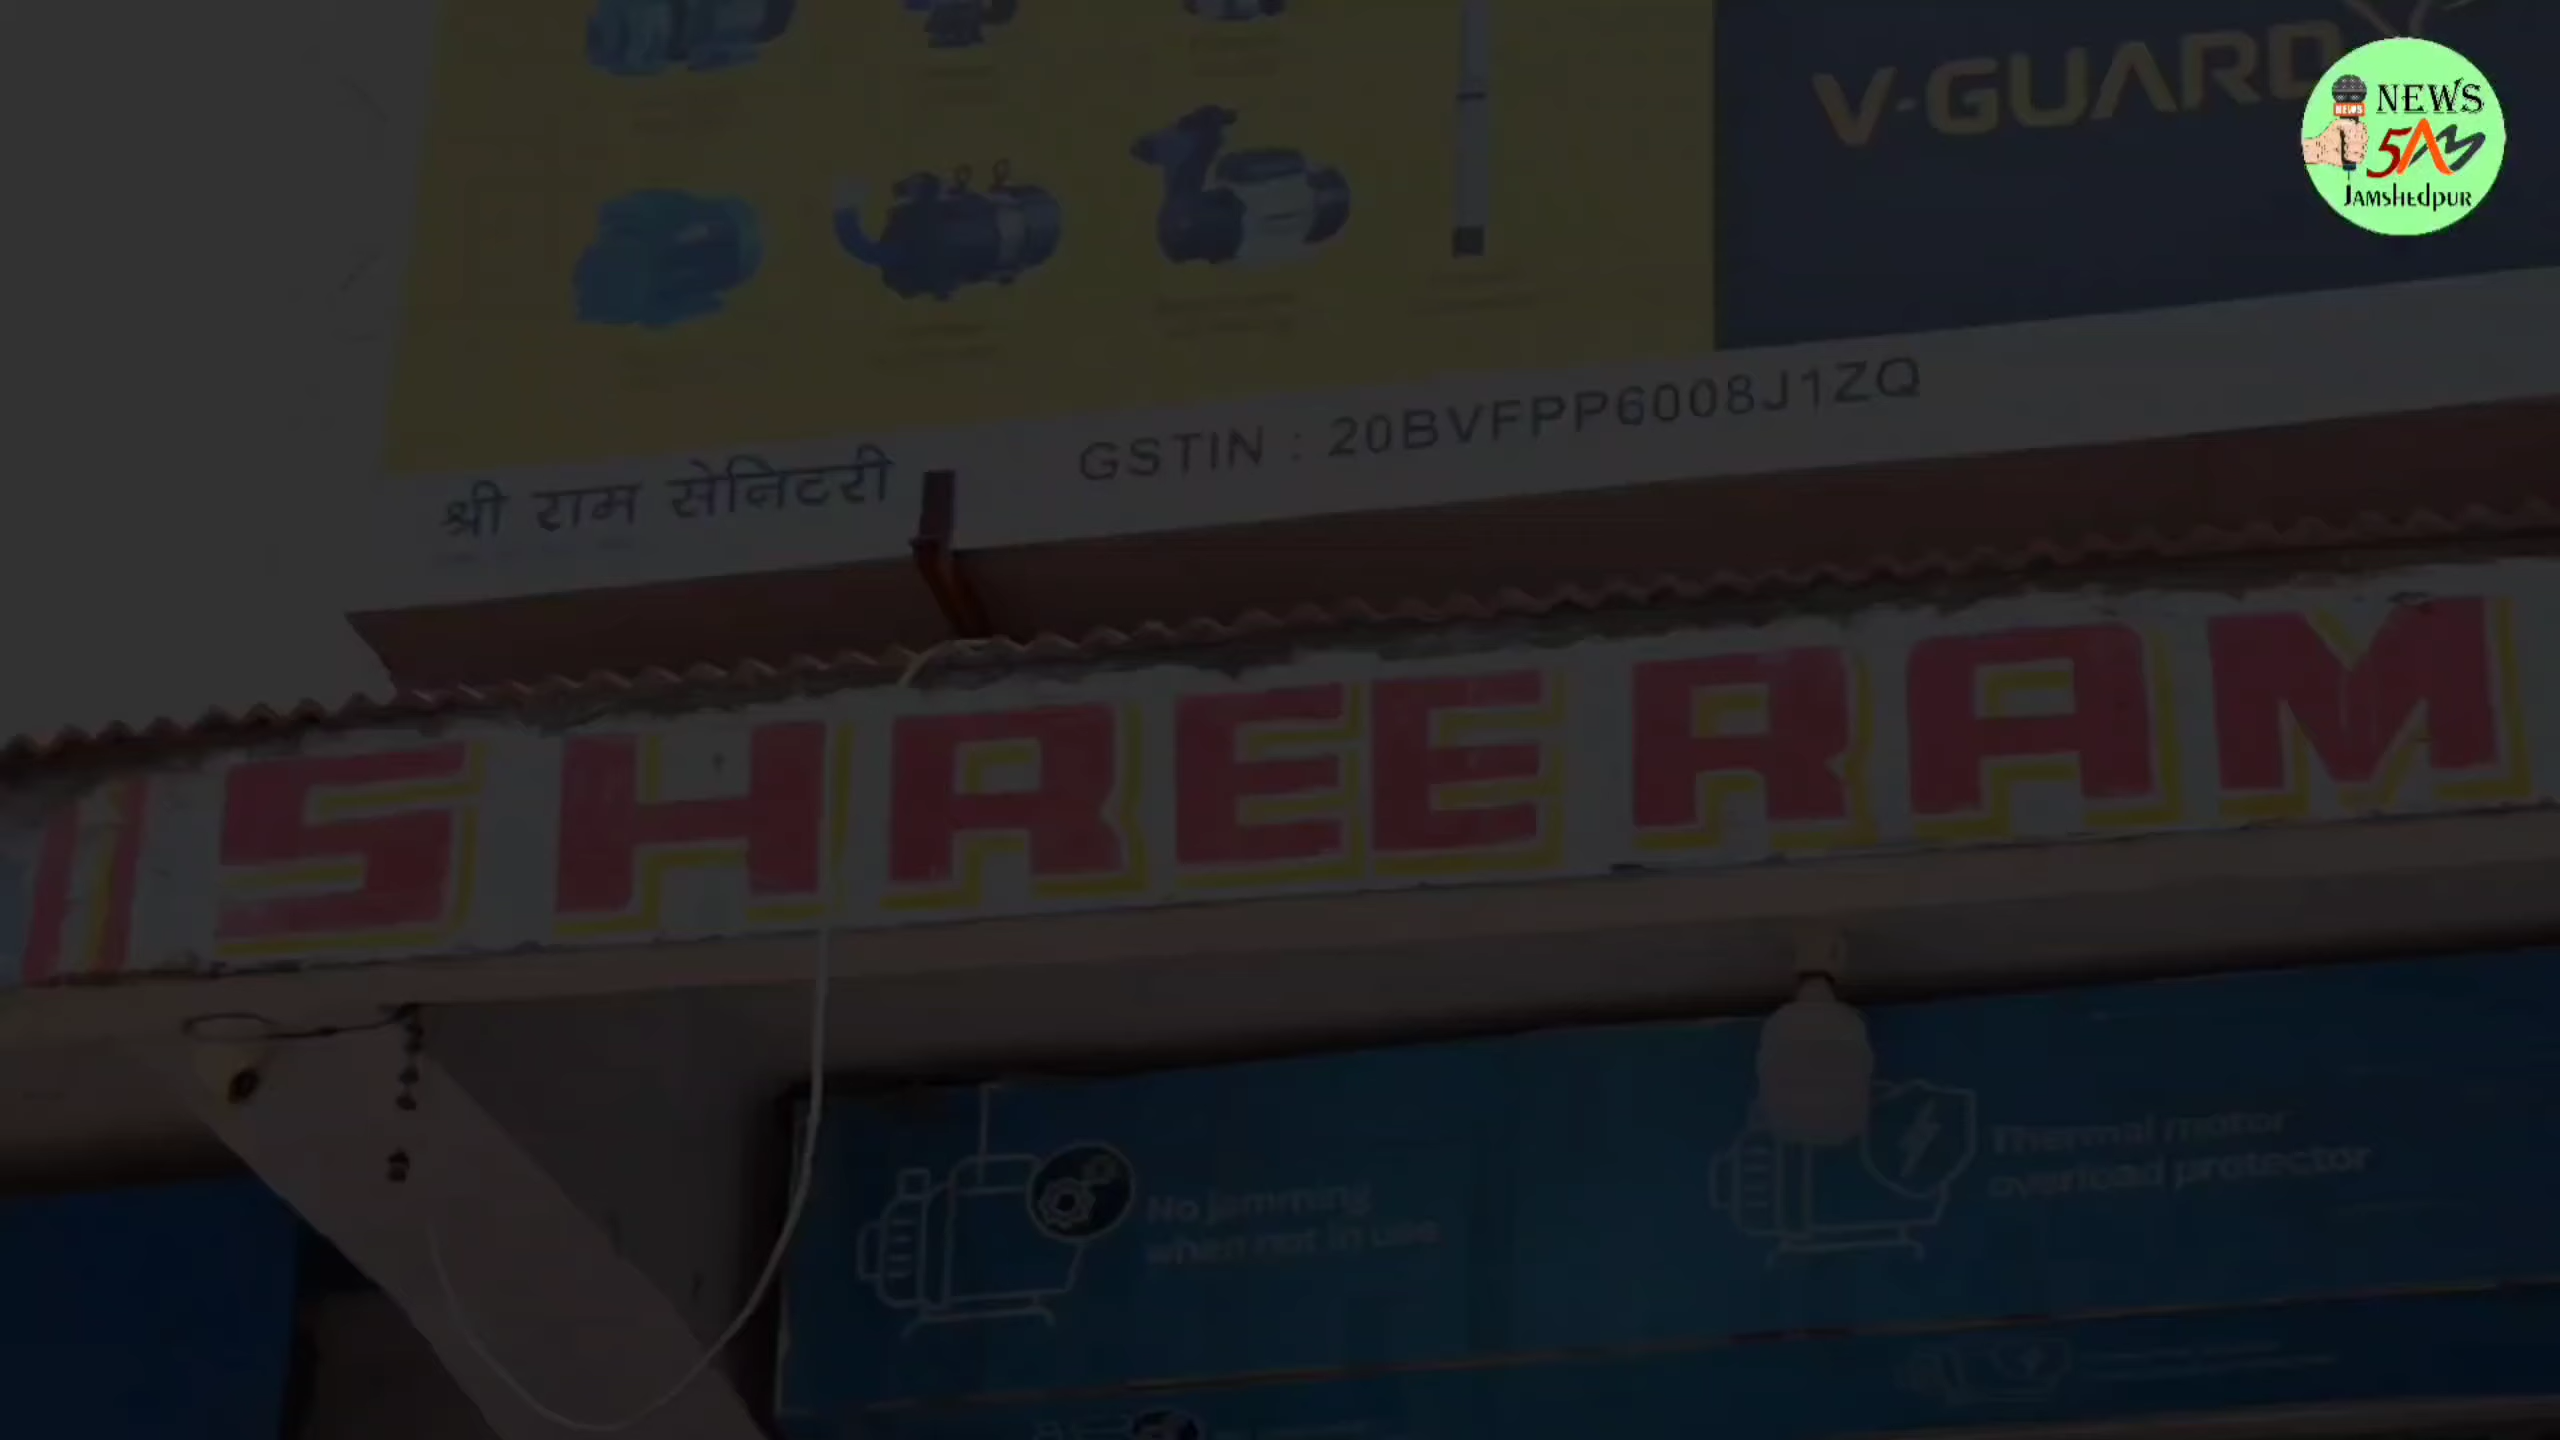 V-GUARD
NEWS
NEWS
5AM
JAMSHEDPUR
श्री राम सेनिटरी
GSTIN : 20BVFPP6008J1ZQ
SHREE RAM
No jamming
when not in use
Thermal motor
overload protector